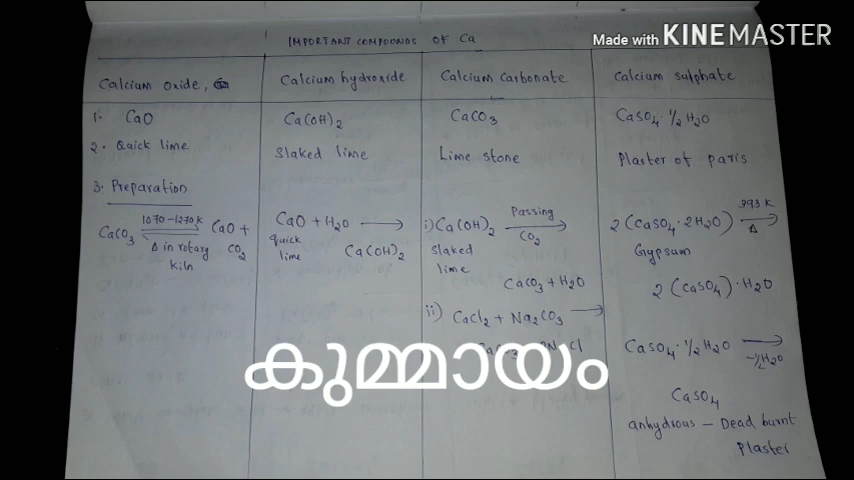 Made with KINEMASTER
IMPORTANT COMPOUNDS OF Ca
Calcium oxide,
Calcium hydroxide
Calcium carbonate
Calcium sulphate
1. CaO
Ca(OH)2
CaCO3
CaSO4·1/2H2O
2. Quick lime
Slaked lime
Lime stone
Plaster of paris
3. Preparation
CaCO3 1070-1270K CaO +
Δ in rotary CO2
kiln
CaO + H2O →
quick
lime Ca(OH)2
i) Ca(OH)2 Passing →
slaked CO2
lime
CaCO3 + H2O
ii) CaCl2 + Na2CO3 →
2(CaSO4·2H2O) 393K →
Gypsum Δ
2(CaSO4)·H2O
CaSO4·1/2H2O →
-1/2H2O
CaSO4
anhydrous - Dead burnt
Plaster
കുമ്മായം